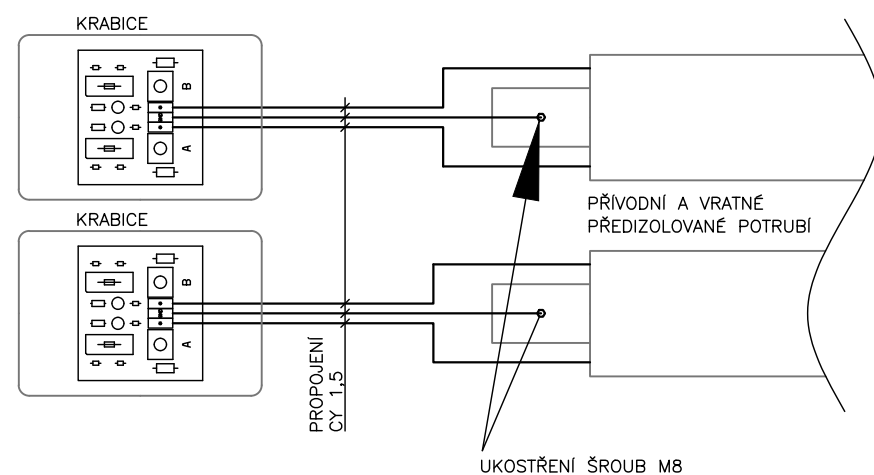 KRABICE
B
A
PŘÍVODNÍ A VRATNÉ
PŘEDIZOLOVANÉ POTRUBÍ
KRABICE
B
A
PROPOJENÍ
CY 1,5
UKOSTŘENÍ ŠROUB M8